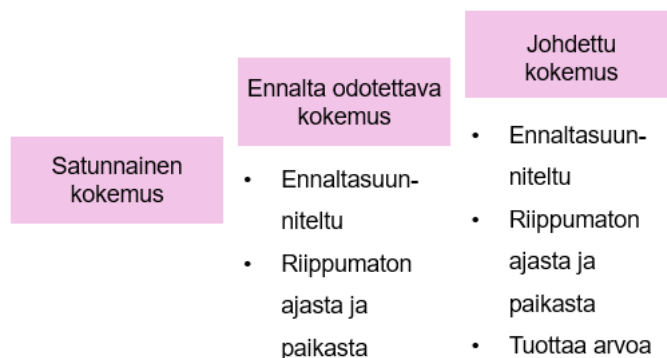 Satunnainen
kokemus
Ennalta odotettava
kokemus
• Ennaltasuun-
niteltu
• Riippumaton
ajasta ja
paikasta
Johdettu
kokemus
• Ennaltasuun-
niteltu
• Riippumaton
ajasta ja
paikasta
• Tuottaa arvoa